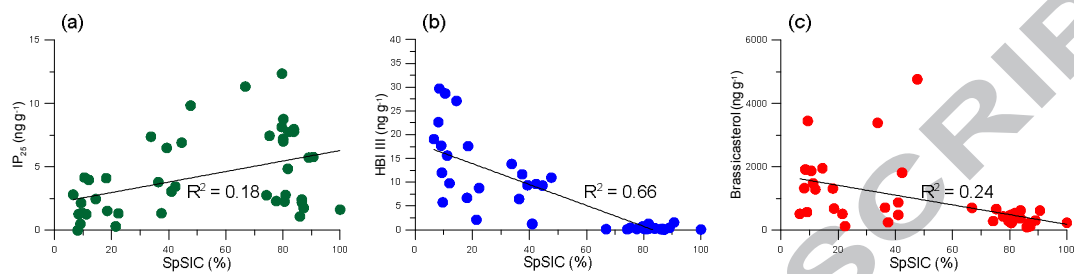 (a)
IP25 (ng g-1)
15
10
5
0
0 20 40 60 80 100
SpSIC (%)
R2 = 0.18
(b)
HBI III (ng g-1)
40
35
30
25
20
15
10
5
0
0 20 40 60 80 100
SpSIC (%)
R2 = 0.66
(c)
Brassicasterol (ng g-1)
6000
4000
2000
0
0 20 40 60 80 100
SpSIC (%)
R2 = 0.24
SCRIP